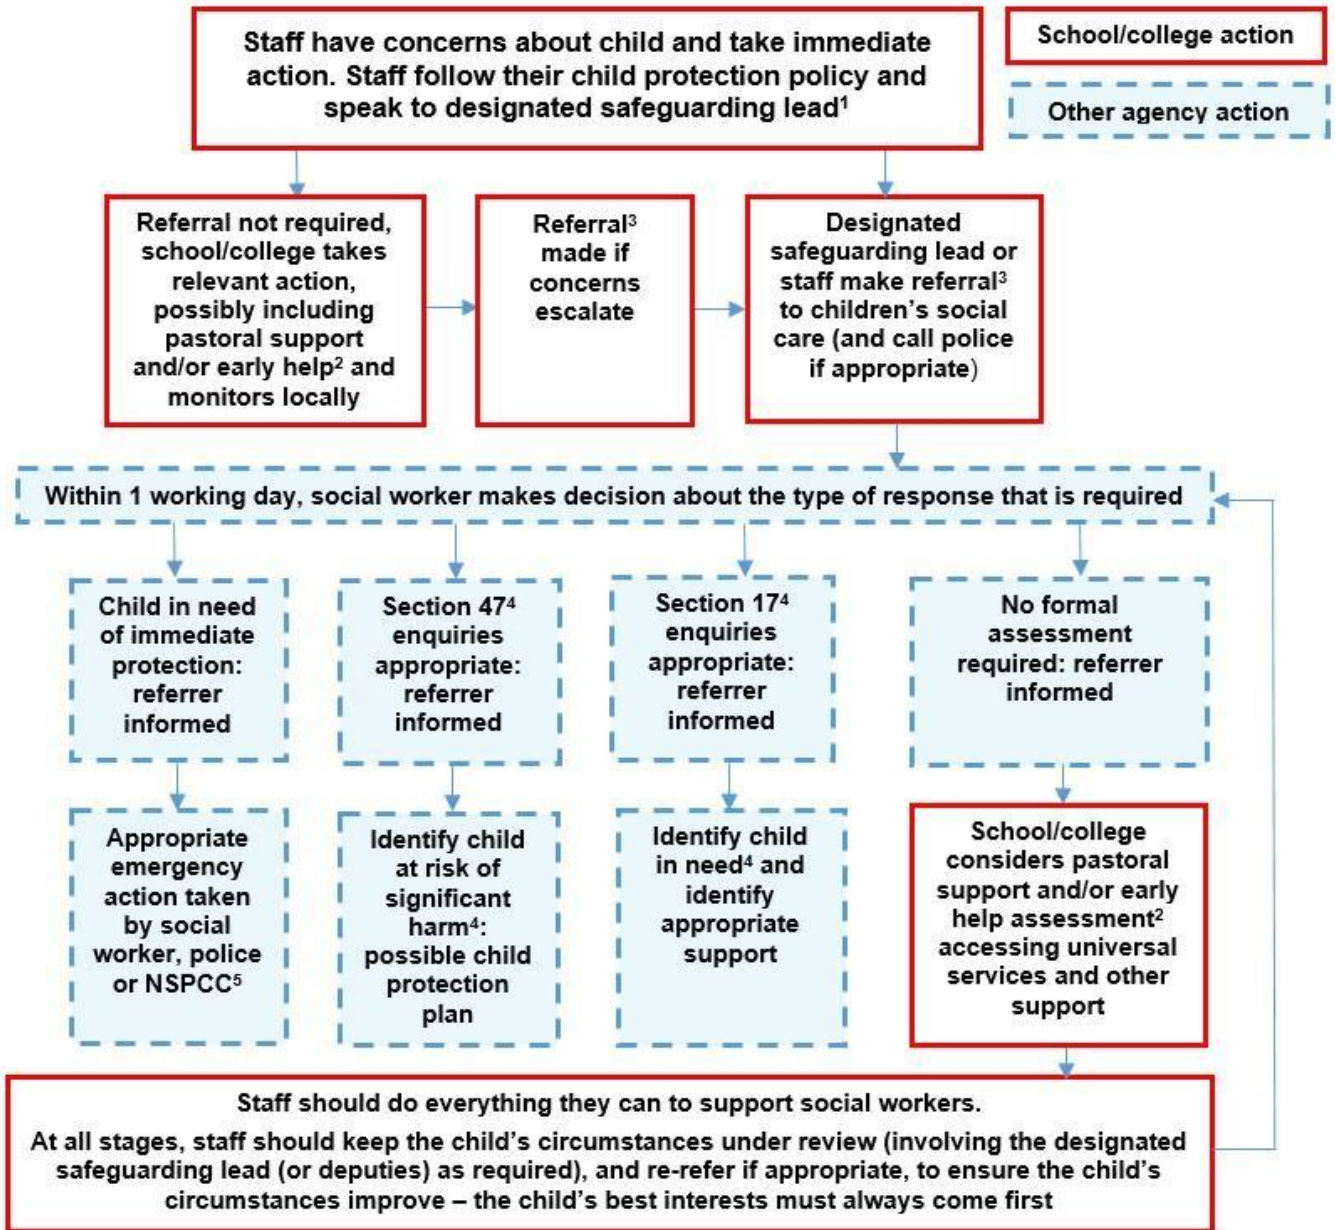 Staff have concerns about child and take immediate
action. Staff follow their child protection policy and
speak to designated safeguarding lead¹
School/college action
Other agency action
Referral not required,
school/college takes
relevant action,
possibly including
pastoral support
and/or early help² and
monitors locally
Referral³
made if
concerns
escalate
Designated
safeguarding lead or
staff make referral³
to children’s social
care (and call police
if appropriate)
Within 1 working day, social worker makes decision about the type of response that is required
Child in need
of immediate
protection:
referrer
informed
Section 47⁴
enquiries
appropriate:
referrer
informed
Section 17⁴
enquiries
appropriate:
referrer
informed
No formal
assessment
required: referrer
informed
Appropriate
emergency
action taken
by social
worker, police
or NSPCC⁵
Identify child
at risk of
significant
harm⁴:
possible child
protection
plan
Identify child
in need⁴ and
identify
appropriate
support
School/college
considers pastoral
support and/or early
help assessment²
accessing universal
services and other
support
Staff should do everything they can to support social workers.
At all stages, staff should keep the child’s circumstances under review (involving the designated
safeguarding lead (or deputies) as required), and re-refer if appropriate, to ensure the child’s
circumstances improve – the child’s best interests must always come first